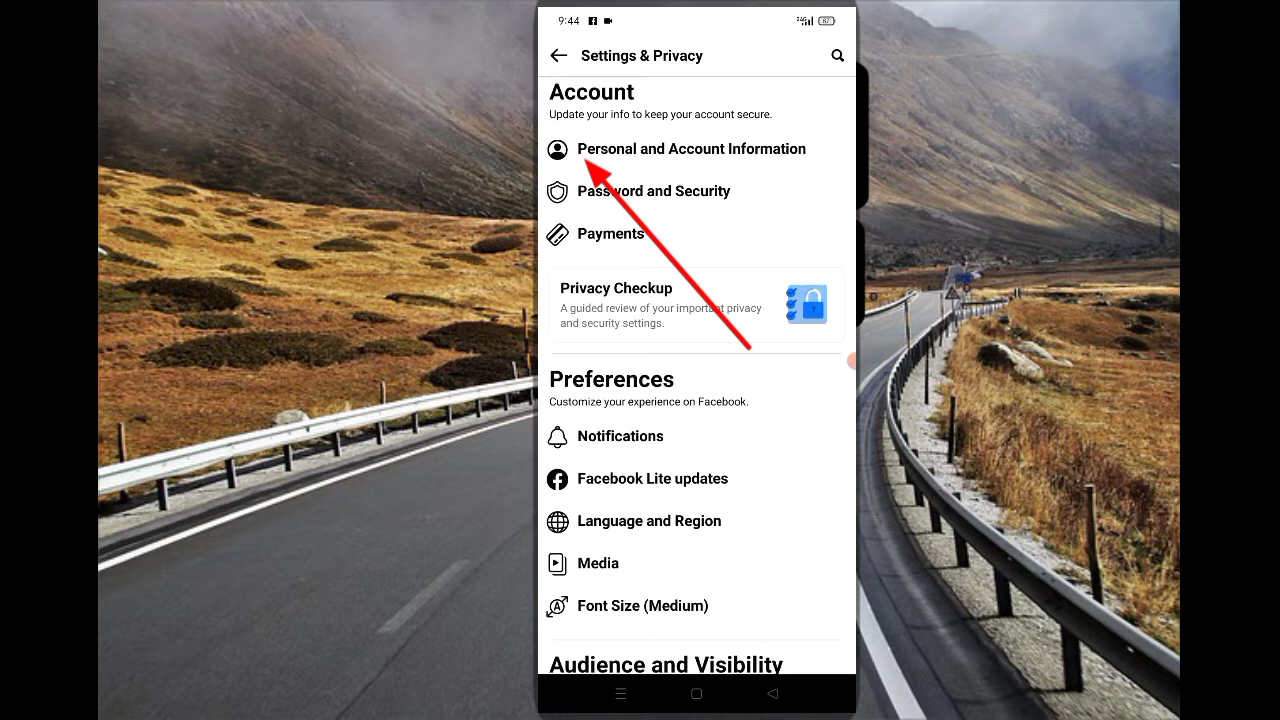 9:44
87
Settings & Privacy
Account
Update your info to keep your account secure.
Personal and Account Information
Password and Security
Payments
Privacy Checkup
A guided review of your important privacy
and security settings.
Preferences
Customize your experience on Facebook.
Notifications
Facebook Lite updates
Language and Region
Media
Font Size (Medium)
Audience and Visibility